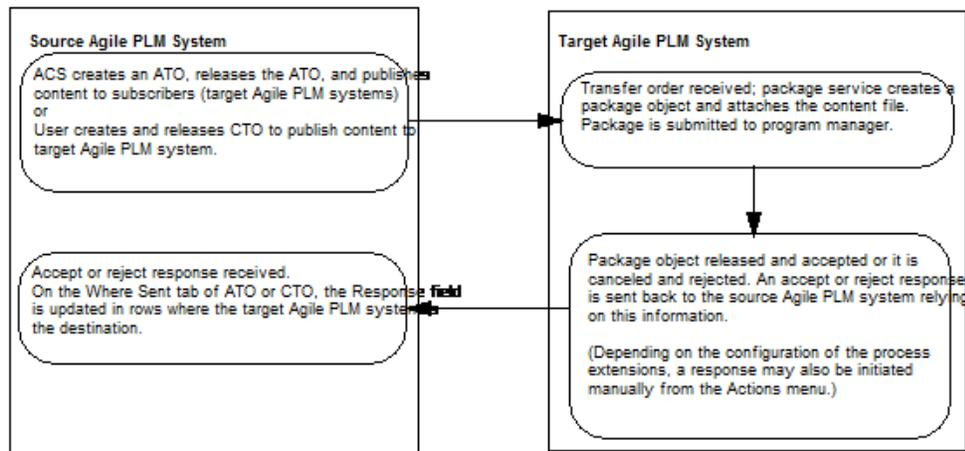 Source Agile PLM System
ACS creates an ATO, releases the ATO, and publishes
content to subscribers (target Agile PLM systems)
or
User creates and releases CTO to publish content to
target Agile PLM system.
Target Agile PLM System
Transfer order received; package service creates a
package object and attaches the content file.
Package is submitted to program manager.
Package object released and accepted or it is
canceled and rejected. An accept or reject response
is sent back to the source Agile PLM system relying
on this information.
(Depending on the configuration of the process
extensions, a response may also be initiated
manually from the Actions menu.)
Accept or reject response received.
On the Where Sent tab of ATO or CTO, the Response field
is updated in rows where the target Agile PLM system is
the destination.